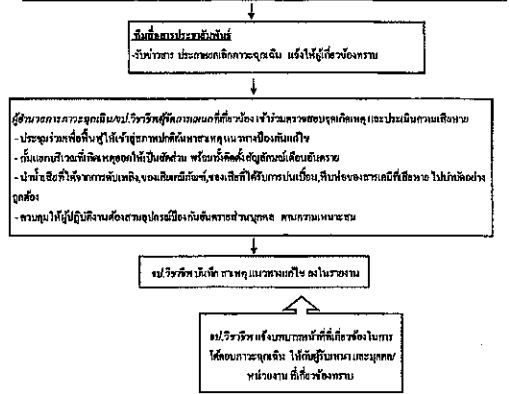 ทีมสื่อสารประชาสัมพันธ์
-รับข่าวสาร ประกาศยกเลิกภาวะฉุกเฉิน แจ้งให้ผู้เกี่ยวข้องทราบ
ผู้อำนวยการภาวะฉุกเฉิน/จป.วิชาชีพ/ผู้จัดการแผนกที่เกี่ยวข้อง เข้าร่วมตรวจสอบจุดเกิดเหตุ และประเมินความเสียหาย
- ประชุมร่วมเพื่อฟื้นฟูให้เข้าสู่สภาพปกติค้นหาสาเหตุ แนวทางป้องกันแก้ไข
- กั้นแยกบริเวณที่เกิดเหตุออกให้เป็นสัดส่วน พร้อมทั้งติดตั้งสัญลักษณ์เตือนอันตราย
- นำน้ำเสียที่ได้จากการดับเพลิง,ของเสียเคมีภัณฑ์,ของเสียที่ได้รับการปนเปื้อน,หีบห่อของสารเคมีที่เสียหาย ไปบำบัดอย่าง
ถูกต้อง
- ควบคุมให้ผู้ปฏิบัติงานต้องสวมอุปกรณ์ป้องกันอันตรายส่วนบุคคล ตามความเหมาะสม
จป.วิชาชีพ บันทึก สาเหตุ แนวทางแก้ไข ลงในรายงาน
จป.วิชาชีพ แจ้งบทบาทหน้าที่ที่เกี่ยวข้องในการ
โต้ตอบภาวะฉุกเฉิน ให้กับผู้รับเหมา และบุคคล/
หน่วยงาน ที่เกี่ยวข้องทราบ